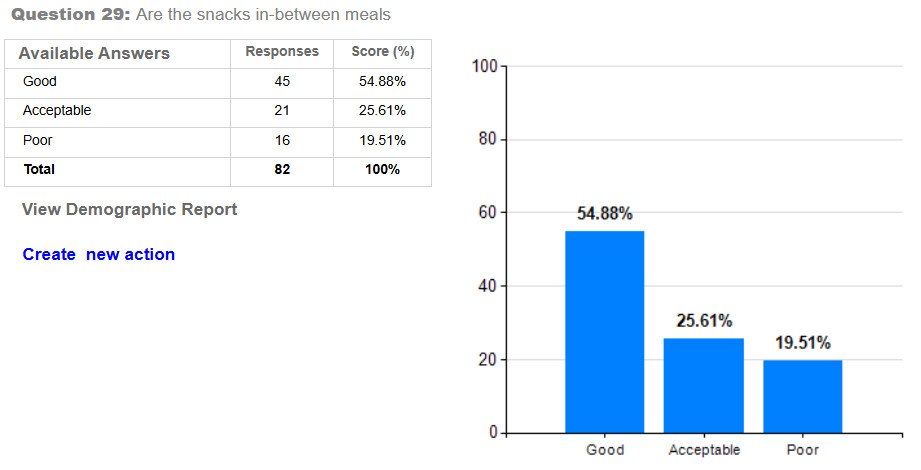 Question 29: Are the snacks in-between meals
Available Answers Responses Score (%)
Good 45 54.88%
Acceptable 21 25.61%
Poor 16 19.51%
Total 82 100%
View Demographic Report
Create new action
100
80
60
40
20
0
54.88%
25.61%
19.51%
Good Acceptable Poor